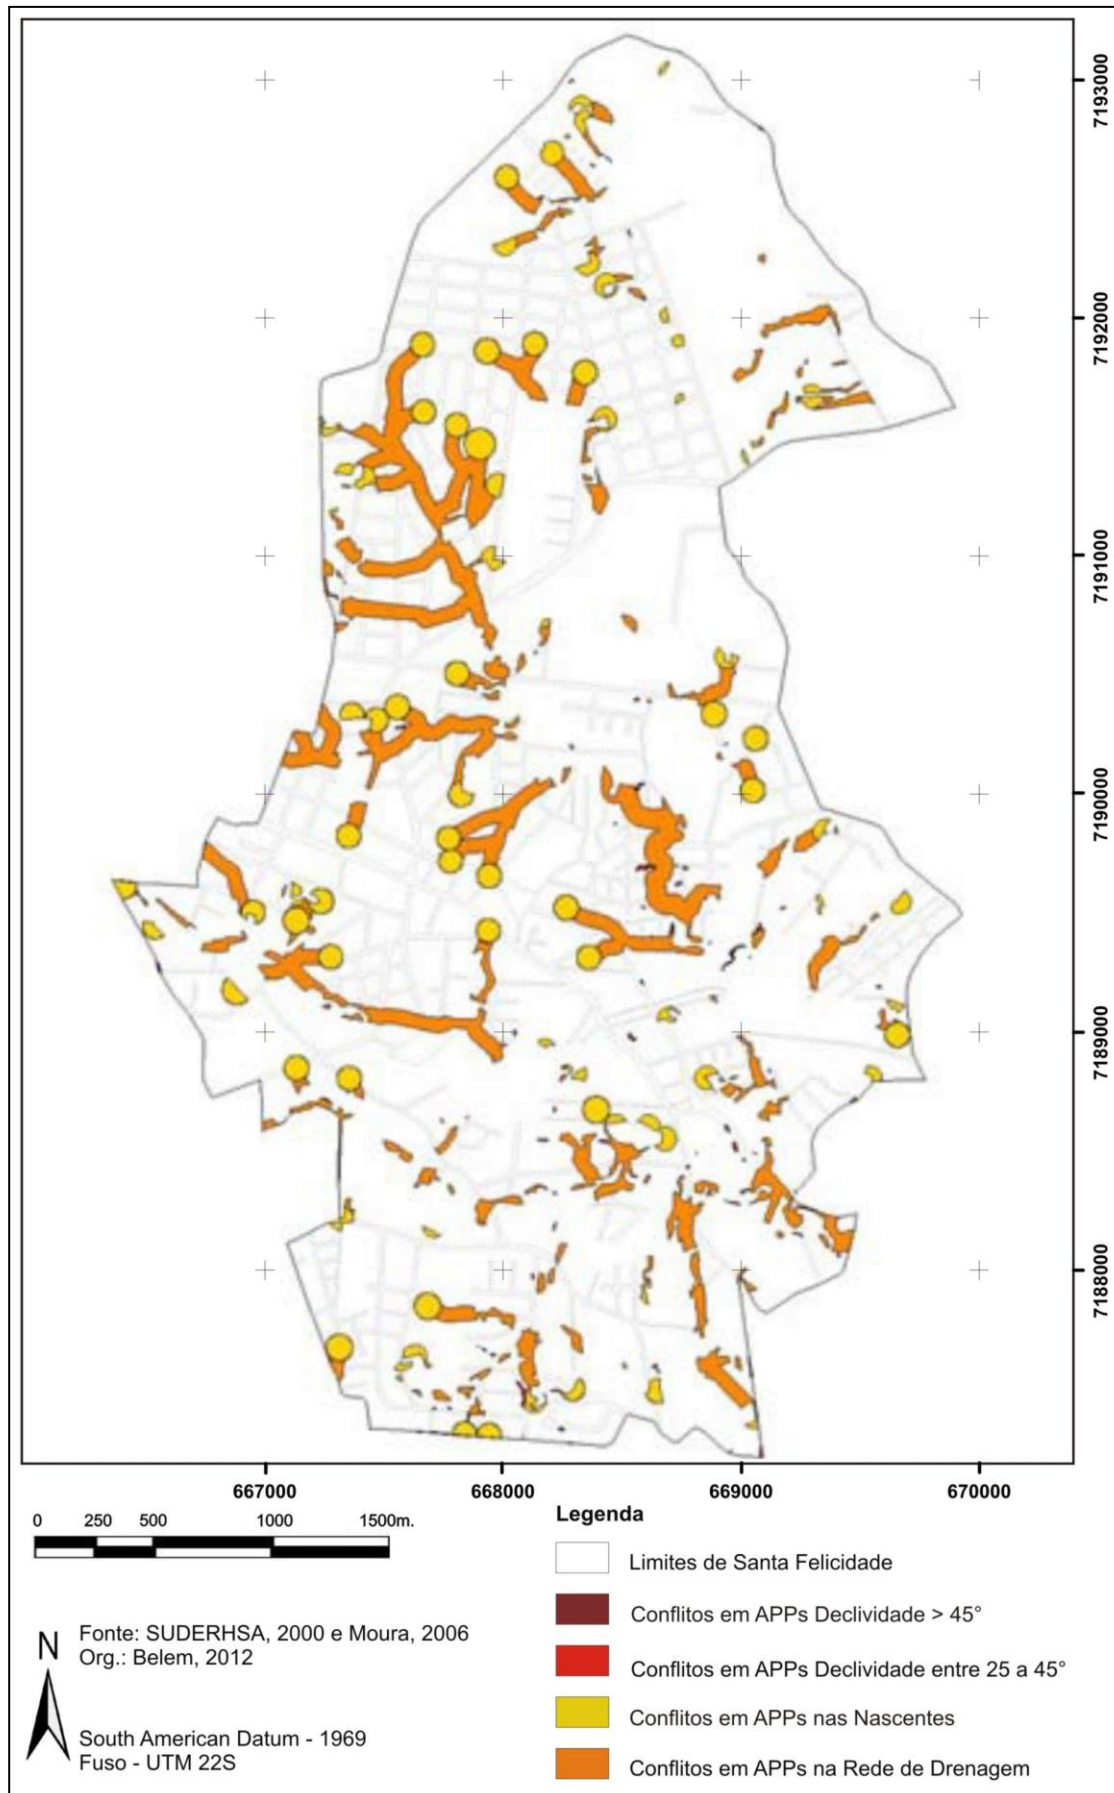 7193000
7192000
7191000
7190000
7189000
7188000
667000 668000 669000 670000
0 250 500 1000 1500m.
Legenda
Limites de Santa Felicidade
Conflitos em APPs Declividade > 45°
Conflitos em APPs Declividade entre 25 a 45°
Conflitos em APPs nas Nascentes
Conflitos em APPs na Rede de Drenagem
N
Fonte: SUDERHSA, 2000 e Moura, 2006
Org.: Belem, 2012
South American Datum - 1969
Fuso - UTM 22S